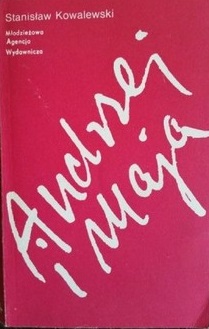 Stanisław Kowalewski
Młodzieżowa
Agencja
Wydawnicza
Andrzej
i Maja